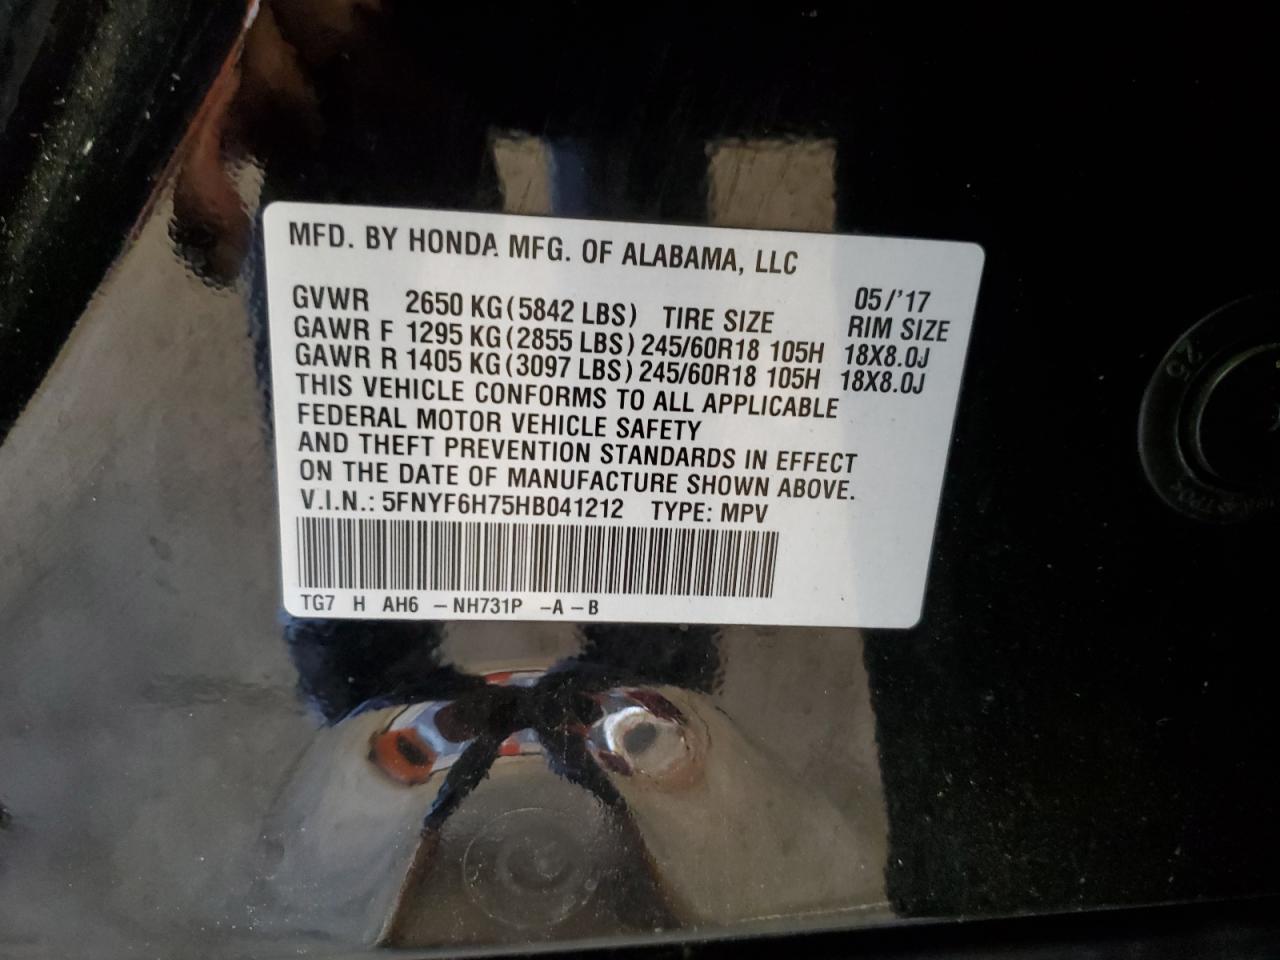 MFD. BY HONDA MFG. OF ALABAMA, LLC
05/'17
GVWR 2650 KG(5842 LBS) TIRE SIZE RIM SIZE
GAWR F 1295 KG(2855 LBS) 245/60R18 105H 18X8.0J
GAWR R 1405 KG(3097 LBS) 245/60R18 105H 18X8.0J
THIS VEHICLE CONFORMS TO ALL APPLICABLE
FEDERAL MOTOR VEHICLE SAFETY
AND THEFT PREVENTION STANDARDS IN EFFECT
ON THE DATE OF MANUFACTURE SHOWN ABOVE.
V.I.N.: 5FNYF6H75HB041212 TYPE: MPV
TG7 H AH6 -NH731P -A-B
25